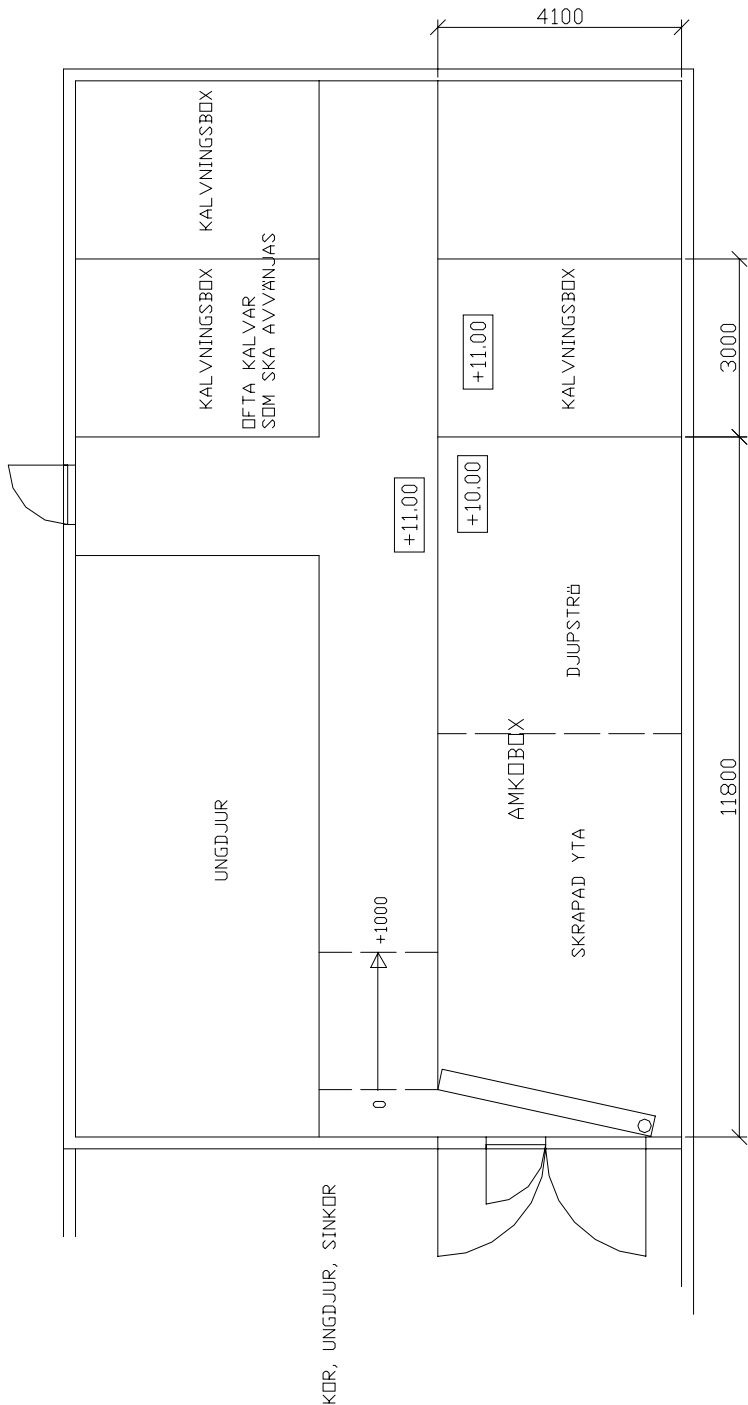 4100
KALVNINGSBOX
KALVNINGSBOX
OFTA KALVAR
SOM SKA AVVÄNJAS
+11.00
KALVNINGSBOX
3000
+11.00
+10.00
DJUPSTRÖ
UNGDJUR
AMKOBOX
SKRAPAD YTA
11800
+1000
0
KOR, UNGDJUR, SINKOR